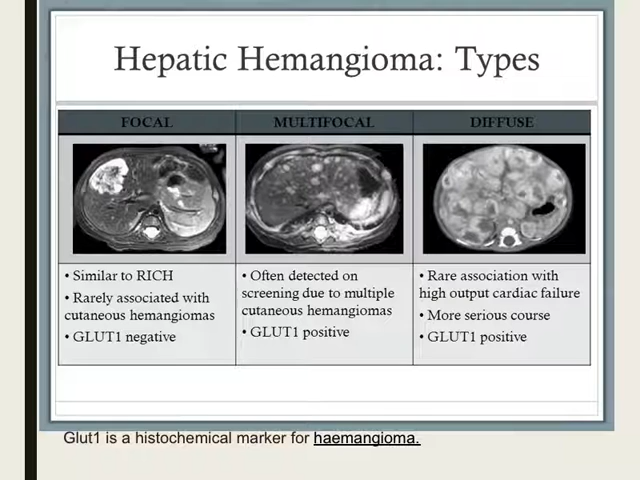 Hepatic Hemangioma: Types
FOCAL
MULTIFOCAL
DIFFUSE
• Similar to RICH
• Rarely associated with
cutaneous hemangiomas
• GLUT1 negative
• Often detected on
screening due to multiple
cutaneous hemangiomas
• GLUT1 positive
• Rare association with
high output cardiac failure
• More serious course
• GLUT1 positive
Glut1 is a histochemical marker for haemangioma.